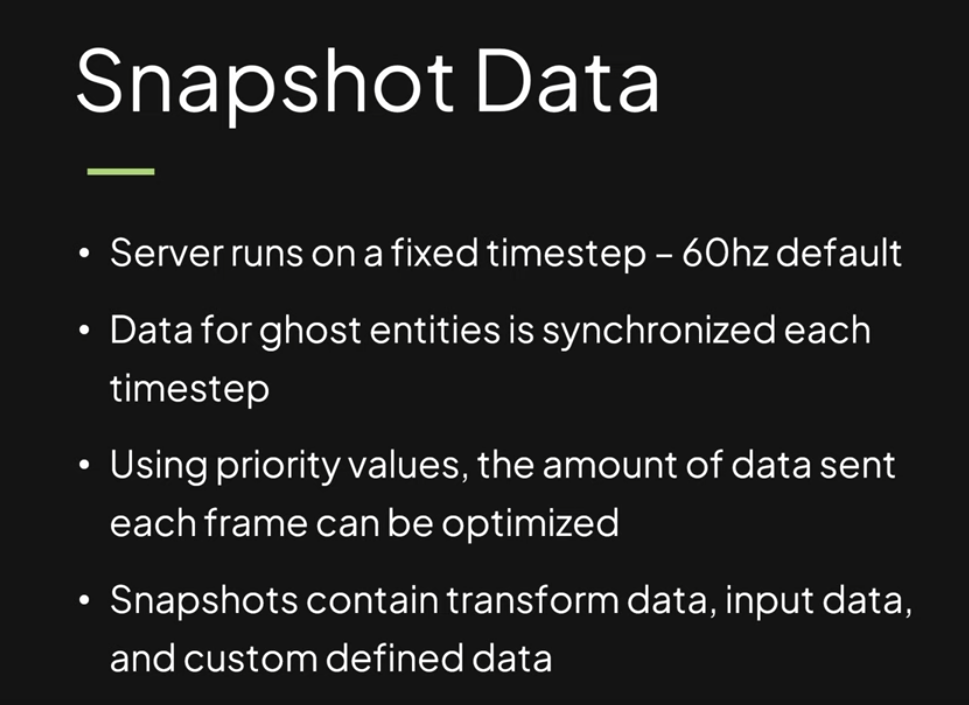 Snapshot Data
• Server runs on a fixed timestep – 60hz default
• Data for ghost entities is synchronized each
timestep
• Using priority values, the amount of data sent
each frame can be optimized
• Snapshots contain transform data, input data,
and custom defined data